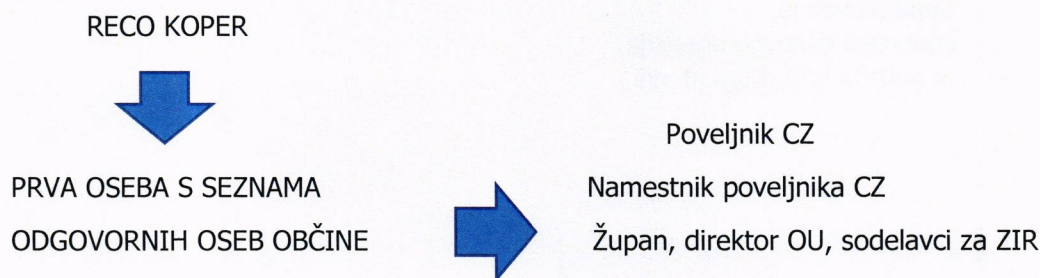 RECO KOPER
Poveljnik CZ
PRVA OSEBA S SEZNAMA
Namestnik poveljnika CZ
ODGOVORNIH OSEB OBČINE
Župan, direktor OU, sodelavci za ZIR